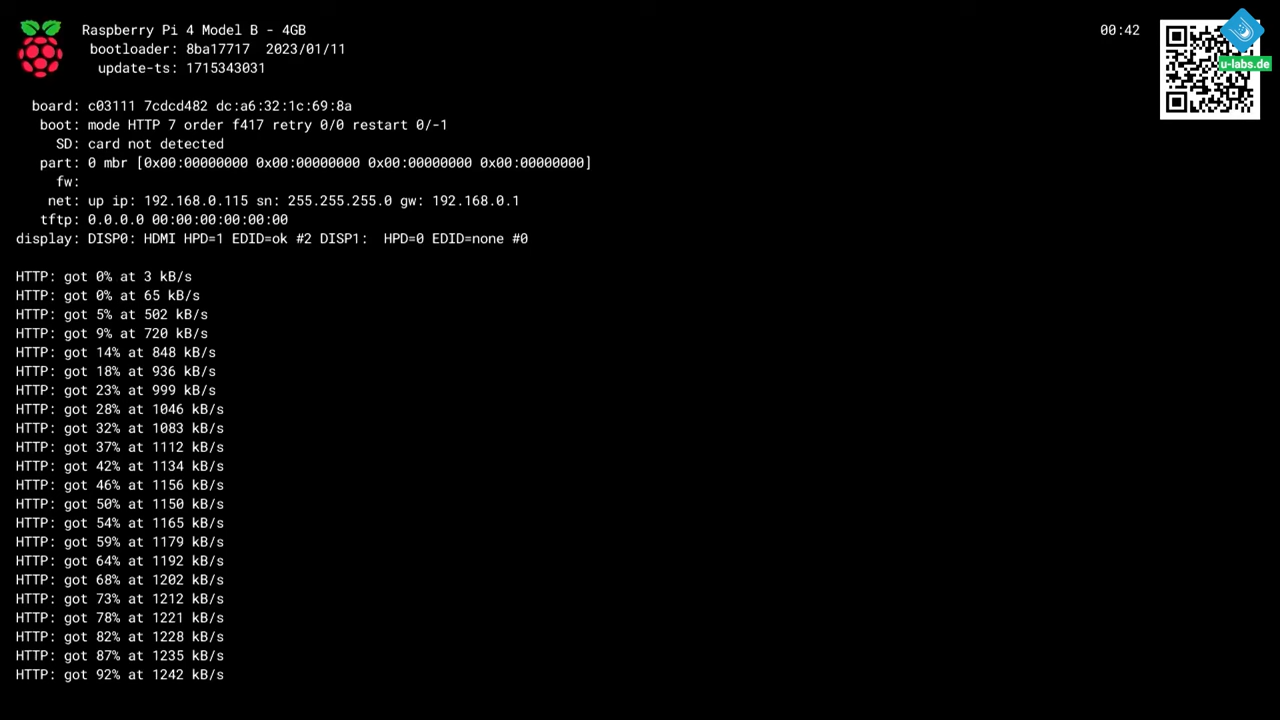 Raspberry Pi 4 Model B - 4GB
bootloader: 8ba17717 2023/01/11
update-ts: 1715343031
00:42
u-labs.de
board: c03111 7cdcd482 dc:a6:32:1c:69:8a
boot: mode HTTP 7 order f417 retry 0/0 restart 0/-1
SD: card not detected
part: 0 mbr [0x00:00000000 0x00:00000000 0x00:00000000 0x00:00000000]
fw:
net: up ip: 192.168.0.115 sn: 255.255.255.0 gw: 192.168.0.1
tftp: 0.0.0.0 00:00:00:00:00:00
display: DISP0: HDMI HPD=1 EDID=ok #2 DISP1: HPD=0 EDID=none #0
HTTP: got 0% at 3 kB/s
HTTP: got 0% at 65 kB/s
HTTP: got 5% at 502 kB/s
HTTP: got 9% at 720 kB/s
HTTP: got 14% at 848 kB/s
HTTP: got 18% at 936 kB/s
HTTP: got 23% at 999 kB/s
HTTP: got 28% at 1046 kB/s
HTTP: got 32% at 1083 kB/s
HTTP: got 37% at 1112 kB/s
HTTP: got 42% at 1134 kB/s
HTTP: got 46% at 1156 kB/s
HTTP: got 50% at 1150 kB/s
HTTP: got 54% at 1165 kB/s
HTTP: got 59% at 1179 kB/s
HTTP: got 64% at 1192 kB/s
HTTP: got 68% at 1202 kB/s
HTTP: got 73% at 1212 kB/s
HTTP: got 78% at 1221 kB/s
HTTP: got 82% at 1228 kB/s
HTTP: got 87% at 1235 kB/s
HTTP: got 92% at 1242 kB/s